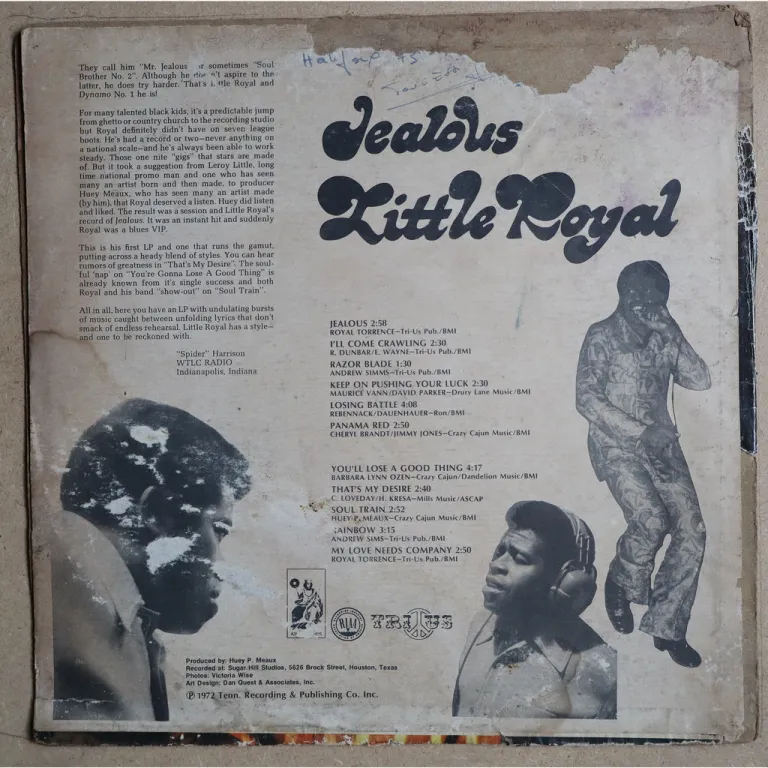 They call him "Mr. Jealous or sometimes "Soul
Brother No. 2". Although he doesn't aspire to the
latter, he does try harder. That's Little Royal and
Dynamo No. 1 he is!
For many talented black kids, it's a predictable jump
from ghetto or country church to the recording studio
but Royal definitely didn't have on seven league
boots. He's had a record or two—never anything on
a national scale—and he's always been able to work
steady. Those one nite "gigs" that stars are made
of. But it took a suggestion from Leroy Little, long
time national promo man and one who has seen
many an artist born and then made, to producer
Huey Meaux, who has seen many an artist made
(by him), that Royal deserved a listen. Huey did listen
and liked. The result was a session and Little Royal's
record of Jealous. It was an instant hit and suddenly
Royal was a blues VIP.
This is his first LP and one that runs the gamut,
putting across a heady blend of styles. You can hear
rumors of greatness in "That's My Desire". The soul-
ful 'nap' on "You're Gonna Lose A Good Thing" is
already known from it's single success and both
Royal and his band "show-out" on "Soul Train".
All in all, here you have an LP with undulating bursts
of music caught between unfolding lyrics that don't
smack of endless rehearsal. Little Royal has a style—
and one to be reckoned with.
"Spider" Harrison
WTLC RADIO
Indianapolis, Indiana
Jealous
Little Royal
JEALOUS 2:58
ROYAL TORRENCE—Tri-Us Pub./BMI
I'LL COME CRAWLING 2:30
R. DUNBAR/E. WAYNE—Tri-Us Pub./BMI
RAZOR BLADE 1:30
ANDREW SIMMS—Tri-Us Pub./BMI
KEEP ON PUSHING YOUR LUCK 2:30
MAURICE VANN/DAVID PARKER—Drury Lane Music/BMI
LOSING BATTLE 4:08
REBENNACK/DAUENHAUER—Ron/BMI
PANAMA RED 2:50
CHERYL BRANDT/JIMMY JONES—Crazy Cajun Music/BMI
YOU'LL LOSE A GOOD THING 4:17
BARBARA LYNN OZEN—Crazy Cajun/Dandelion Music/BMI
THAT'S MY DESIRE 2:40
C. LOVEDAY/H. KRESA—Mills Music/ASCAP
SOUL TRAIN 2:52
HUEY P. MEAUX—Crazy Cajun Music/BMI
RAINBOW 3:15
ANDREW SIMS—Tri-Us Pub./BMI
MY LOVE NEEDS COMPANY 2:50
ROYAL TORRENCE—Tri-Us Pub./BMI
BMI
TRI US
Produced by: Huey P. Meaux
Recorded at: Sugar Hill Studios, 5626 Brock Street, Houston, Texas
Photos: Victoria Wise
Art Design: Dan Quest & Associates, Inc.
℗ 1972 Tenn. Recording & Publishing Co. Inc.